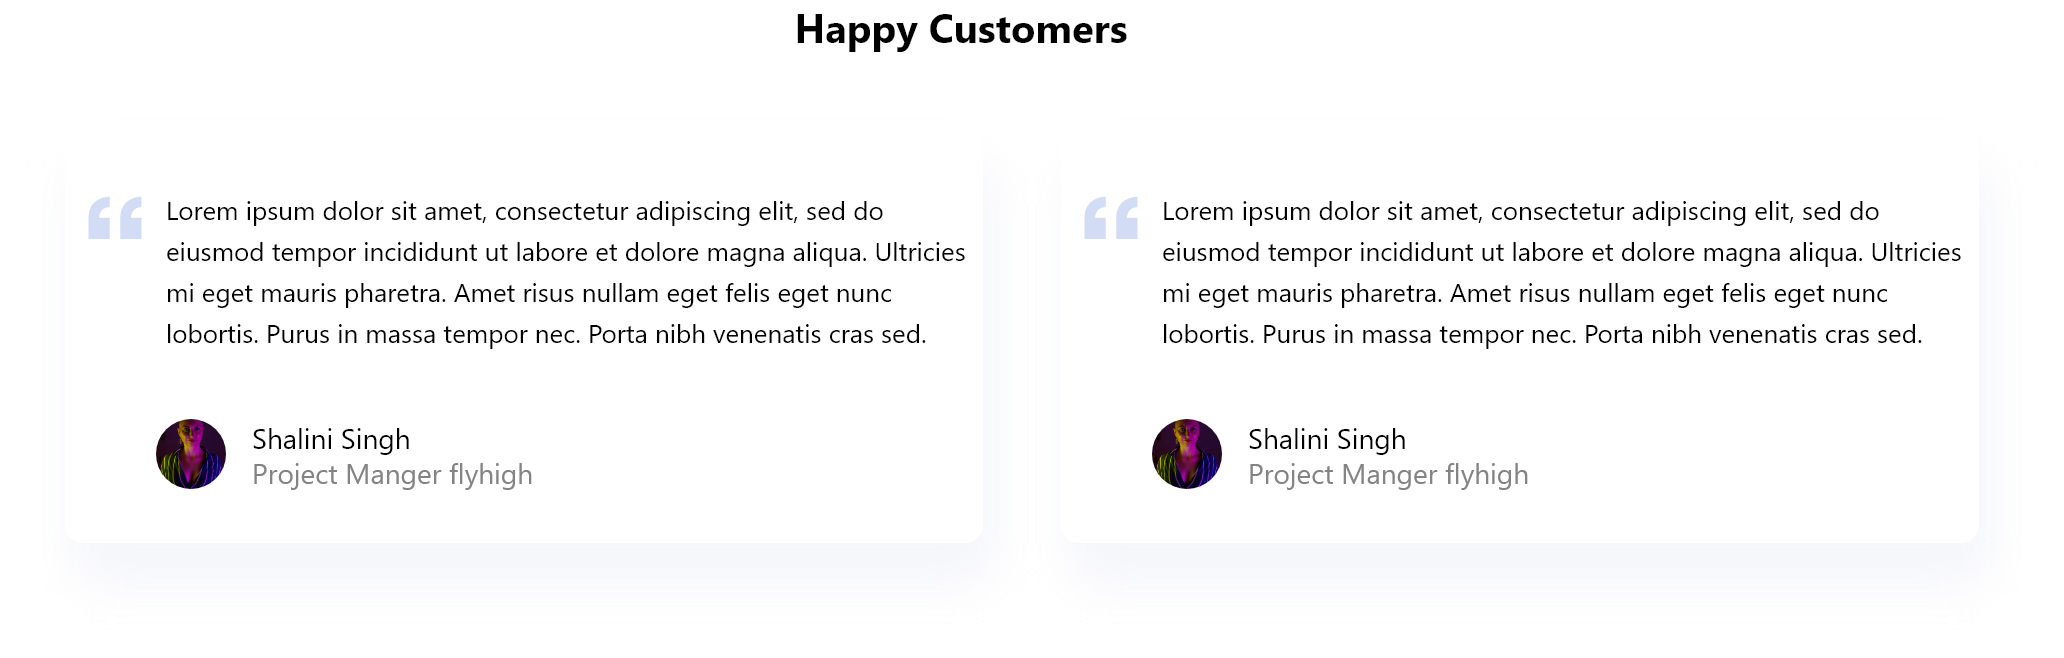 Happy Customers
Lorem ipsum dolor sit amet, consectetur adipiscing elit, sed do
eiusmod tempor incididunt ut labore et dolore magna aliqua. Ultricies
mi eget mauris pharetra. Amet risus nullam eget felis eget nunc
lobortis. Purus in massa tempor nec. Porta nibh venenatis cras sed.
Shalini Singh
Project Manger flyhigh
Lorem ipsum dolor sit amet, consectetur adipiscing elit, sed do
eiusmod tempor incididunt ut labore et dolore magna aliqua. Ultricies
mi eget mauris pharetra. Amet risus nullam eget felis eget nunc
lobortis. Purus in massa tempor nec. Porta nibh venenatis cras sed.
Shalini Singh
Project Manger flyhigh